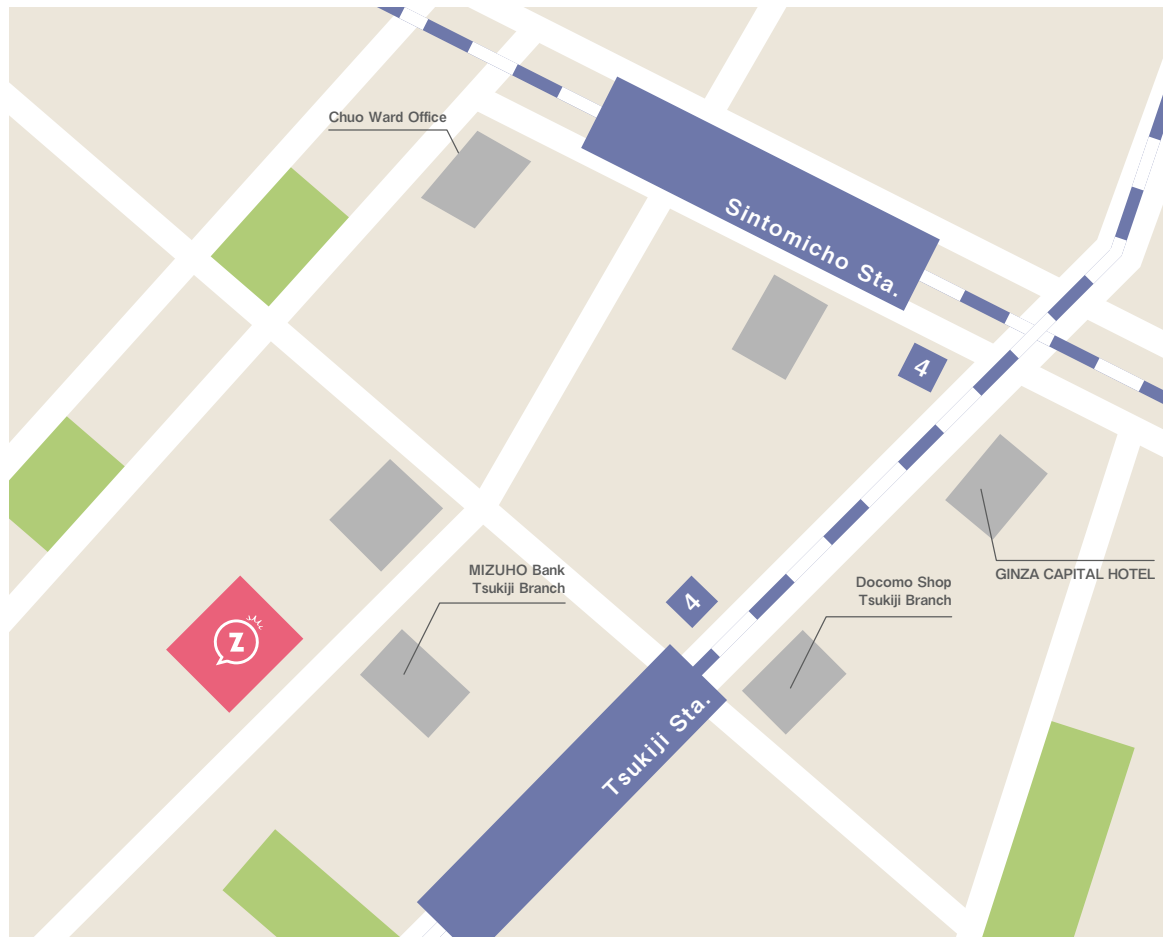 Chuo Ward Office
Sintomicho Sta.
4
MIZUHO Bank
Tsukiji Branch
4
Docomo Shop
Tsukiji Branch
GINZA CAPITAL HOTEL
Z
Tsukiji Sta.